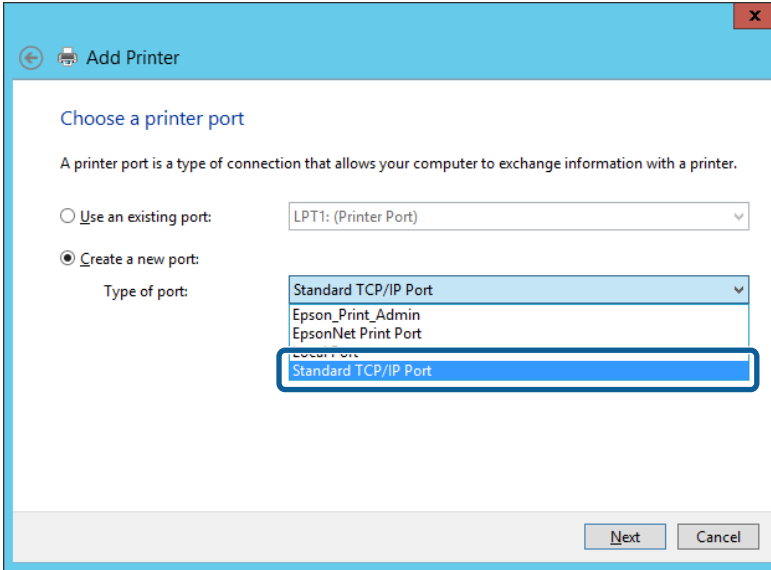 x
Add Printer
Choose a printer port
A printer port is a type of connection that allows your computer to exchange information with a printer.
Use an existing port:
LPT1: (Printer Port)
Create a new port:
Type of port:
Standard TCP/IP Port
Epson_Print_Admin
EpsonNet Print Port
Local Port
Standard TCP/IP Port
Next
Cancel